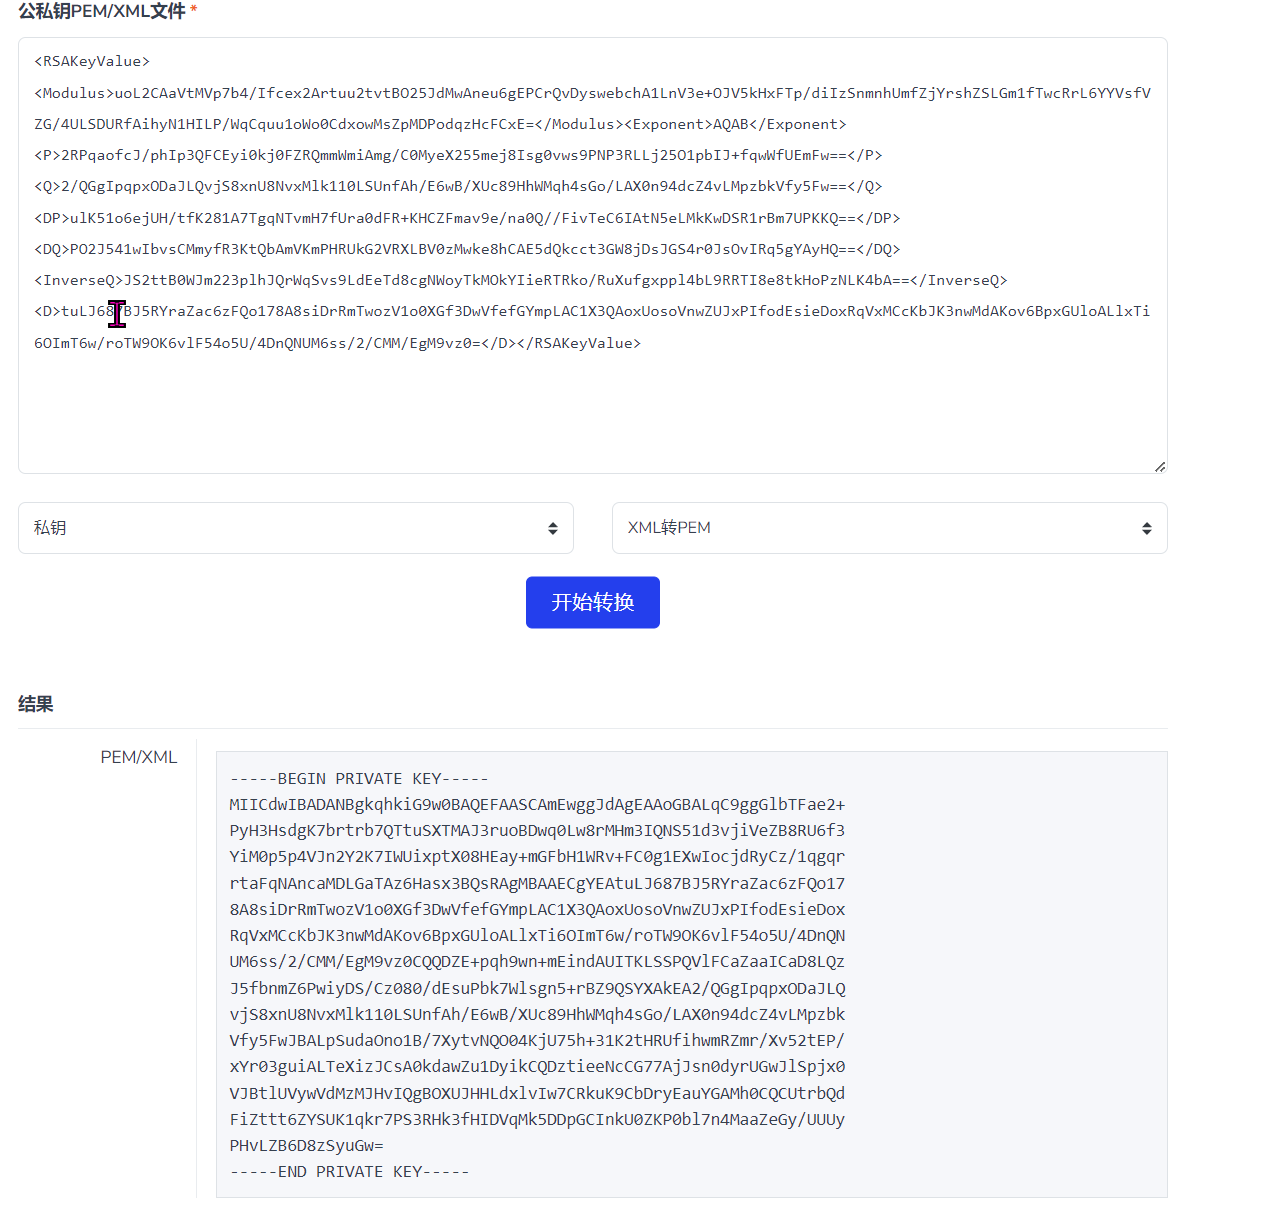 公私钥PEM/XML文件 *
<RSAKeyValue>
<Modulus>uoL2CAaVtMVp7b4/Ifcex2Artuu2tvtBO25JdMwAneu6gEPCrQvDyswebchA1LnV3e+OJV5kHxFTp/diIzSnmnhUmfZjYrshZSLGm1fTwcRrL6YYVsfV
ZG/4ULSDURfAihyN1HILP/WqCquu1oWo0CdxowMsZpMDPodqzHcFCxE=</Modulus><Exponent>AQAB</Exponent>
<P>2RPqaofcJ/phIp3QFCEyi0kj0FZRQmmWmiAmg/C0MyeX255mej8Isg0vws9PNP3RLLj25O1pbIJ+fqwWfUEmFw==</P>
<Q>2/QGgIpqpxODaJLQvjS8xnU8NvxMlk110LSUnfAh/E6wB/XUc89HhWMqh4sGo/LAX0n94dcZ4vLMpzbkVfy5Fw==</Q>
<DP>ulK51o6ejUH/tfK281A7TgqNTvmH7fUra0dFR+KHCZFmav9e/na0Q//FivTeC6IAtN5eLMkKwDSR1rBm7UPKKQ==</DP>
<DQ>PO2J541wIbvsCMmyfR3KtQbAmVKmPHRUkG2VRXLBV0zMwke8hCAE5dQkcct3GW8jDsJGS4r0JsOvIRq5gYAyHQ==</DQ>
<InverseQ>JS2ttB0WJm223plhJQrWqSvs9LdEeTd8cgNWoyTkMOkYIieRTRko/RuXufgxppl4bL9RRTI8e8tkHoPzNLK4bA==</InverseQ>
<D>tuLJ687BJ5RYraZac6zFQo178A8siDrRmTwozV1o0XGf3DwVfefGYmpLAC1X3QAoxUosoVnwZUJxPIfodEsieDoxRqVxMCcKbJK3nwMdAKov6BpxGUloALlxTi
6OImT6w/roTW9OK6vlF54o5U/4DnQNUM6ss/2/CMM/EgM9vz0=</D></RSAKeyValue>
私钥
XML转PEM
开始转换
结果
PEM/XML
-----BEGIN PRIVATE KEY-----
MIICdwIBADANBgkqhkiG9w0BAQEFAASCAmEwggJdAgEAAoGBALqC9ggGlbTFae2+
PyH3HsdgK7brtrb7QTtuSXTMAJ3ruoBDwq0Lw8rMHm3IQNS51d3vjiVeZB8RU6f3
YiM0p5p4VJn2Y2K7IWUixptX08HEay+mGFbH1WRv+FC0g1EXwIocjdRyCz/1qgqr
rtaFqNAncaMDLGaTAz6Hasx3BQsRAgMBAAECgYEAtuLJ687BJ5RYraZac6zFQo17
8A8siDrRmTwozV1o0XGf3DwVfefGYmpLAC1X3QAoxUosoVnwZUJxPIfodEsieDox
RqVxMCcKbJK3nwMdAKov6BpxGUloALlxTi6OImT6w/roTW9OK6vlF54o5U/4DnQN
UM6ss/2/CMM/EgM9vz0CQQDZE+pqh9wn+mEindAUITKLSSPQVlFCaZaaICaD8LQz
J5fbnmZ6PwiyDS/Cz080/dEsuPbk7Wlsgn5+rBZ9QSYXAkEA2/QGgIpqpxODaJLQ
vjS8xnU8NvxMlk110LSUnfAh/E6wB/XUc89HhWMqh4sGo/LAX0n94dcZ4vLMpzbk
Vfy5FwJBALpSudaOno1B/7XytvNQO04KjU75h+31K2tHRUfihwmRZmr/Xv52tEP/
xYr03guiALTeXizJCsA0kdawZu1DyikCQDztieeNcCG77AjJsn0dyrUGwJlSpjx0
VJBtlUVywVdMzMJHvIQgBOXUJHHLdxlvIw7CRkuK9CbDryEauYGAMh0CQCUtrbQd
FiZttt6ZYSUK1qkr7PS3RHk3fHIDVqMk5DDpGCInkU0ZKP0bl7n4MaaZeGy/UUUy
PHvLZB6D8zSyuGw=
-----END PRIVATE KEY-----